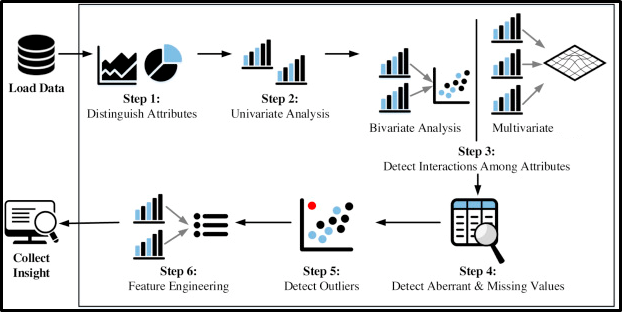 Load Data
Step 1:
Distinguish Attributes
Step 2:
Univariate Analysis
Bivariate Analysis
Multivariate
Step 3:
Detect Interactions Among Attributes
Collect
Insight
Step 6:
Feature Engineering
Step 5:
Detect Outliers
Step 4:
Detect Aberrant & Missing Values